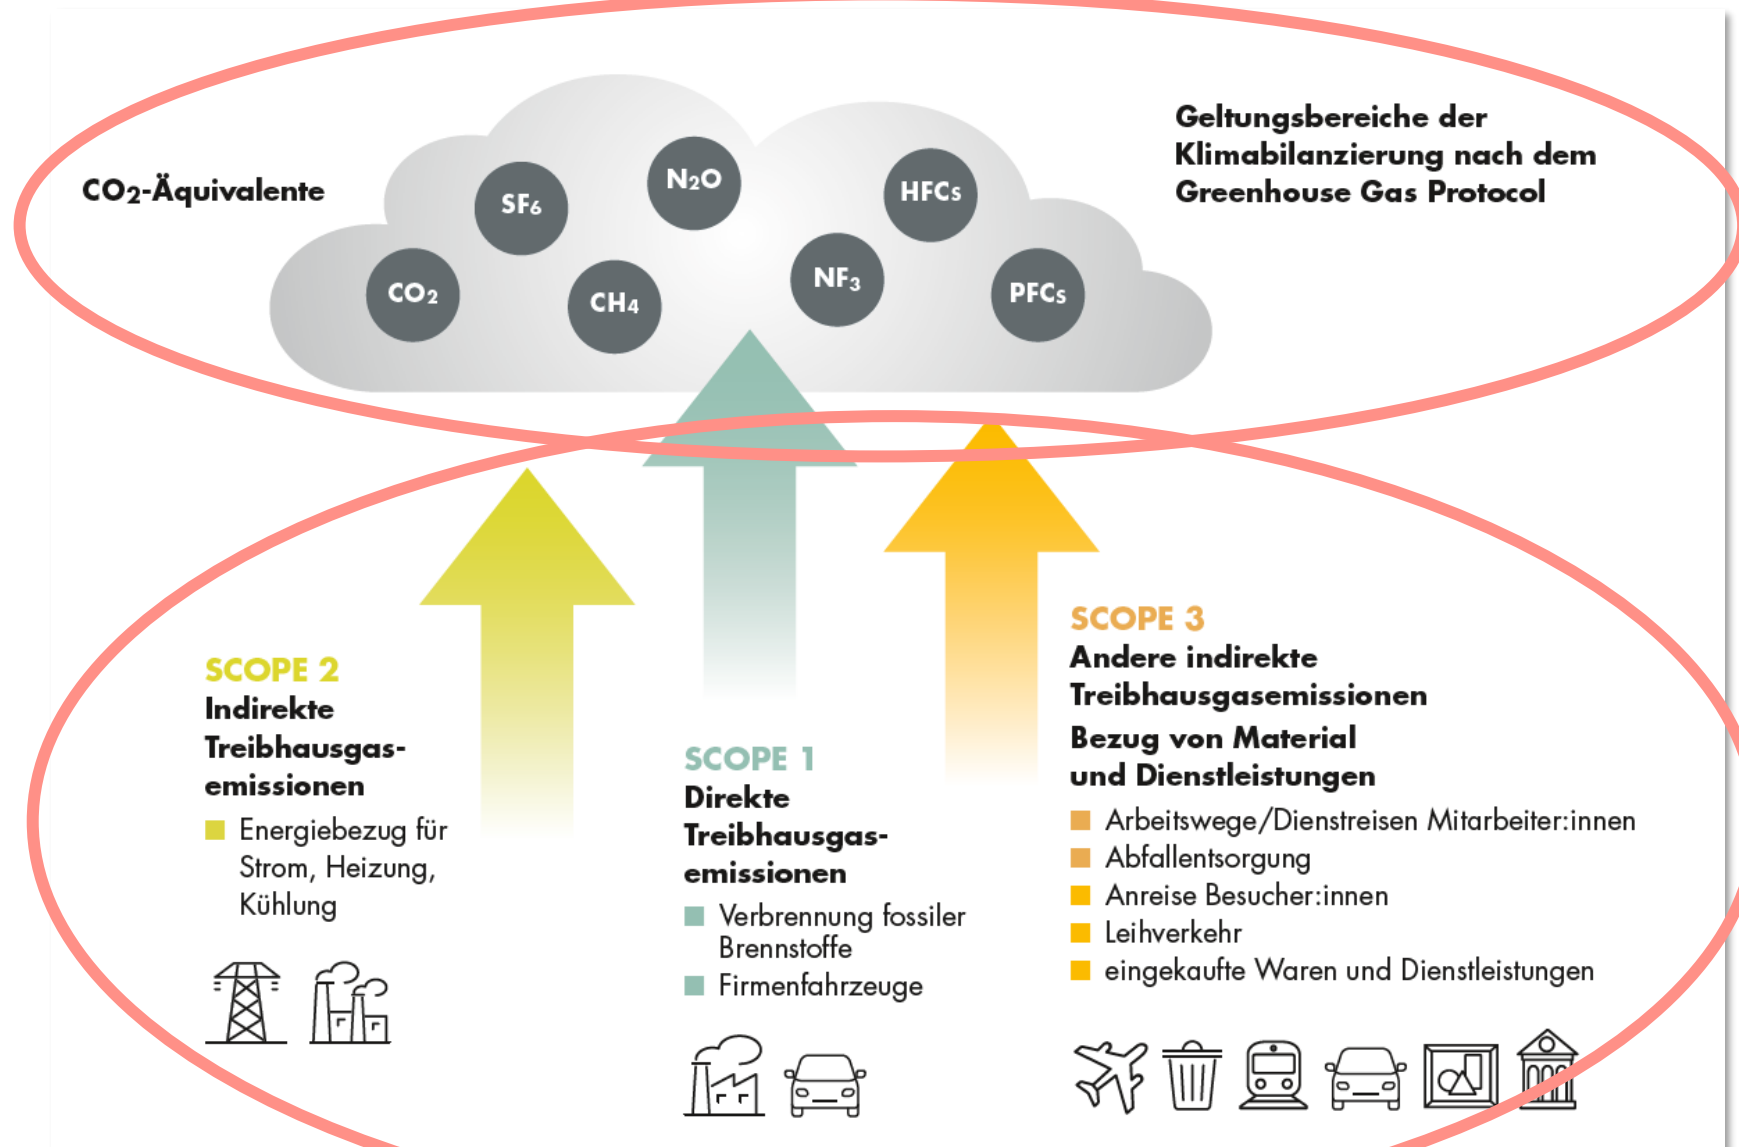 CO2-Äquivalente
Geltungsbereiche der
Klimabilanzierung nach dem
Greenhouse Gas Protocol
SF6
N2O
HFCs
CO2
CH4
NF3
PFCs
SCOPE 2
Indirekte
Treibhausgas-
emissionen
Energiebezug für
Strom, Heizung,
Kühlung
SCOPE 1
Direkte
Treibhausgas-
emissionen
Verbrennung fossiler
Brennstoffe
Firmenfahrzeuge
SCOPE 3
Andere indirekte
Treibhausgasemissionen
Bezug von Material
und Dienstleistungen
Arbeitswege/Dienstreisen Mitarbeiter:innen
Abfallentsorgung
Anreise Besucher:innen
Leihverkehr
eingekaufte Waren und Dienstleistungen